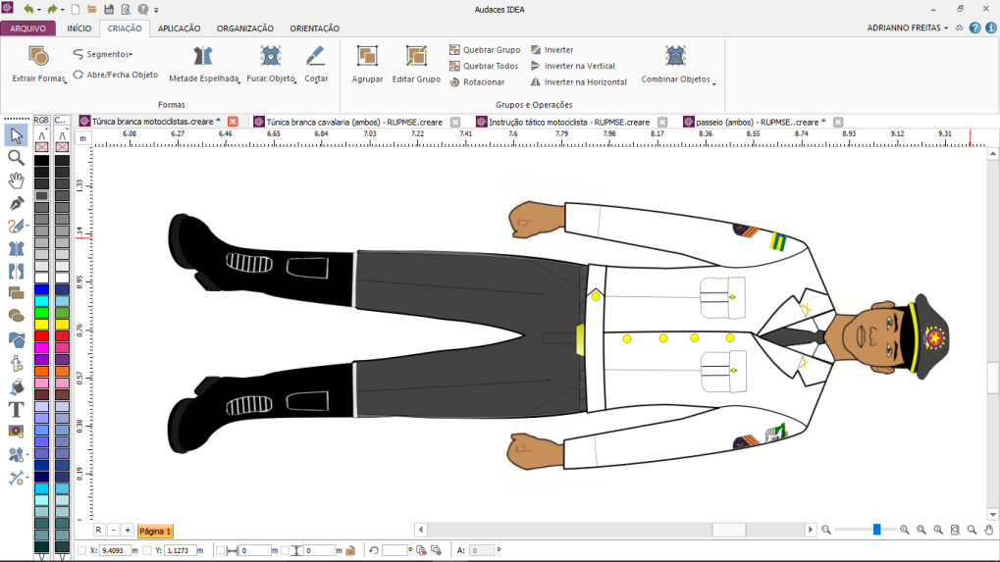 Audaces IDEA
ARQUIVO INÍCIO CRIAÇÃO APLICAÇÃO ORGANIZAÇÃO ORIENTAÇÃO ADRIANNO FREITAS
Segmentos
Abre/Fecha Objeto
Extrair Formas Metade Espelhada Furar Objeto Cortar
Formas
Quebrar Grupo Inverter
Quebrar Todos Inverter na Vertical
Rotacionar Inverter na Horizontal
Agrupar Editar Grupo Combinar Objetos
Grupos e Operações
RGB C...
Túnica branca motociclistas.creare * Túnica branca cavalaria (ambos) - RUPMSE.creare Instrução tático motociclista - RUPMSE.creare passeio (ambos) - RUPMSE..creare *
m 6.08 6.27 6.46 6.65 6.84 7.03 7.22 7.41 7.6 7.79 7.98 8.17 8.36 8.55 8.74 8.93 9.12 9.31
1.33
1.14
0.95
0.76
0.57
0.38
0.19
R - + Página 1
X: 9,4093 m Y: 1,1273 m 0 m 0 m ° A: 0 °